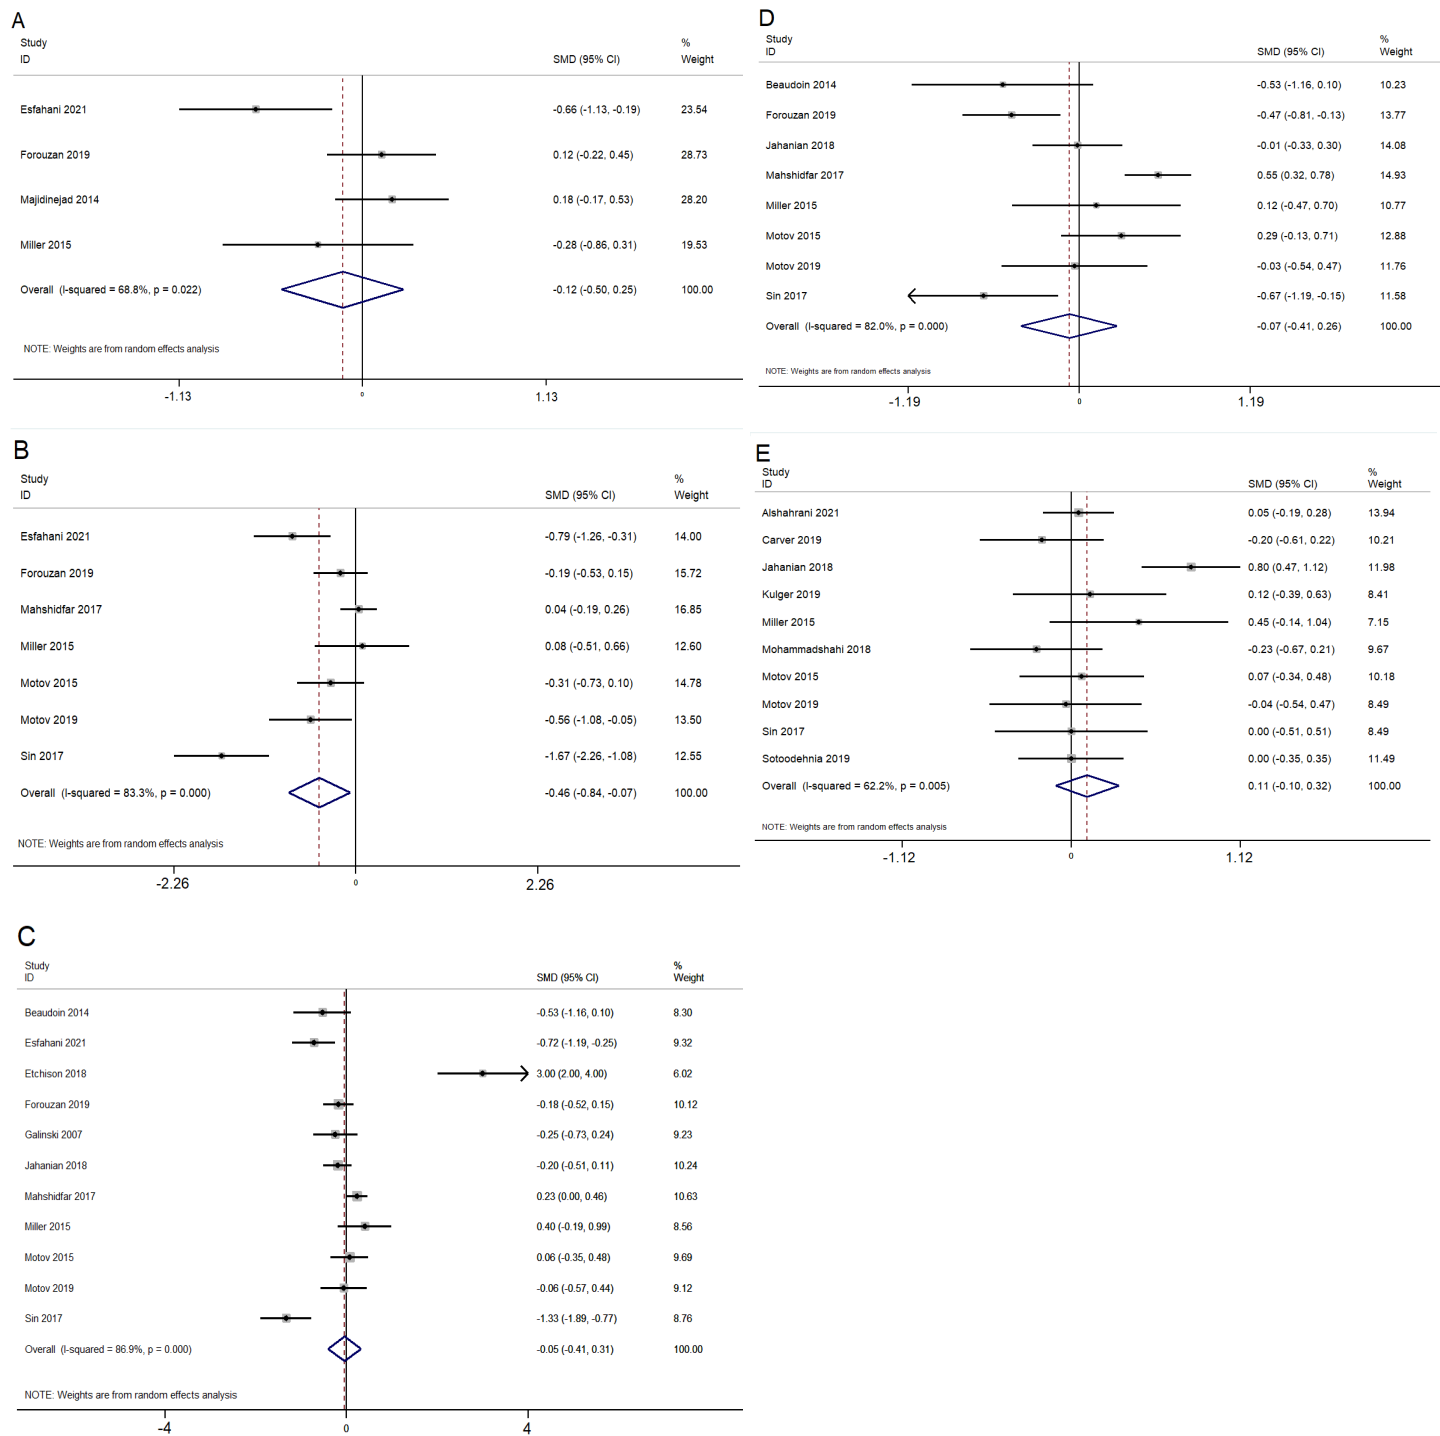 A
Study
ID SMD (95% CI) % Weight
Esfahani 2021 -0.66 (-1.13, -0.19) 23.54
Forouzan 2019 0.12 (-0.22, 0.45) 28.73
Majidinejad 2014 0.18 (-0.17, 0.53) 28.20
Miller 2015 -0.28 (-0.86, 0.31) 19.53
Overall (I-squared = 68.8%, p = 0.022) -0.12 (-0.50, 0.25) 100.00
NOTE: Weights are from random effects analysis
-1.13 0 1.13
B
Study
ID SMD (95% CI) % Weight
Esfahani 2021 -0.79 (-1.26, -0.31) 14.00
Forouzan 2019 -0.19 (-0.53, 0.15) 15.72
Mahshidfar 2017 0.04 (-0.19, 0.26) 16.85
Miller 2015 0.08 (-0.51, 0.66) 12.60
Motov 2015 -0.31 (-0.73, 0.10) 14.78
Motov 2019 -0.56 (-1.08, -0.05) 13.50
Sin 2017 -1.67 (-2.26, -1.08) 12.55
Overall (I-squared = 83.3%, p = 0.000) -0.46 (-0.84, -0.07) 100.00
NOTE: Weights are from random effects analysis
-2.26 0 2.26
C
Study
ID SMD (95% CI) % Weight
Beaudoin 2014 -0.53 (-1.16, 0.10) 8.30
Esfahani 2021 -0.72 (-1.19, -0.25) 9.32
Etchison 2018 3.00 (2.00, 4.00) 6.02
Forouzan 2019 -0.18 (-0.52, 0.15) 10.12
Galinski 2007 -0.25 (-0.73, 0.24) 9.23
Jahanian 2018 -0.20 (-0.51, 0.11) 10.24
Mahshidfar 2017 0.23 (0.00, 0.46) 10.63
Miller 2015 0.40 (-0.19, 0.99) 8.56
Motov 2015 0.06 (-0.35, 0.48) 9.69
Motov 2019 -0.06 (-0.57, 0.44) 9.12
Sin 2017 -1.33 (-1.89, -0.77) 8.76
Overall (I-squared = 86.9%, p = 0.000) -0.05 (-0.41, 0.31) 100.00
NOTE: Weights are from random effects analysis
-4 0 4
D
Study
ID SMD (95% CI) % Weight
Beaudoin 2014 -0.53 (-1.16, 0.10) 10.23
Forouzan 2019 -0.47 (-0.81, -0.13) 13.77
Jahanian 2018 -0.01 (-0.33, 0.30) 14.08
Mahshidfar 2017 0.55 (0.32, 0.78) 14.93
Miller 2015 0.12 (-0.47, 0.70) 10.77
Motov 2015 0.29 (-0.13, 0.71) 12.88
Motov 2019 -0.03 (-0.54, 0.47) 11.76
Sin 2017 -0.67 (-1.19, -0.15) 11.58
Overall (I-squared = 82.0%, p = 0.000) -0.07 (-0.41, 0.26) 100.00
NOTE: Weights are from random effects analysis
-1.19 0 1.19
E
Study
ID SMD (95% CI) % Weight
Alshahrani 2021 0.05 (-0.19, 0.28) 13.94
Carver 2019 -0.20 (-0.61, 0.22) 10.21
Jahanian 2018 0.80 (0.47, 1.12) 11.98
Kulger 2019 0.12 (-0.39, 0.63) 8.41
Miller 2015 0.45 (-0.14, 1.04) 7.15
Mohammadshahi 2018 -0.23 (-0.67, 0.21) 9.67
Motov 2015 0.07 (-0.34, 0.48) 10.18
Motov 2019 -0.04 (-0.54, 0.47) 8.49
Sin 2017 0.00 (-0.51, 0.51) 8.49
Sotoodehnia 2019 0.00 (-0.35, 0.35) 11.49
Overall (I-squared = 62.2%, p = 0.005) 0.11 (-0.10, 0.32) 100.00
NOTE: Weights are from random effects analysis
-1.12 0 1.12